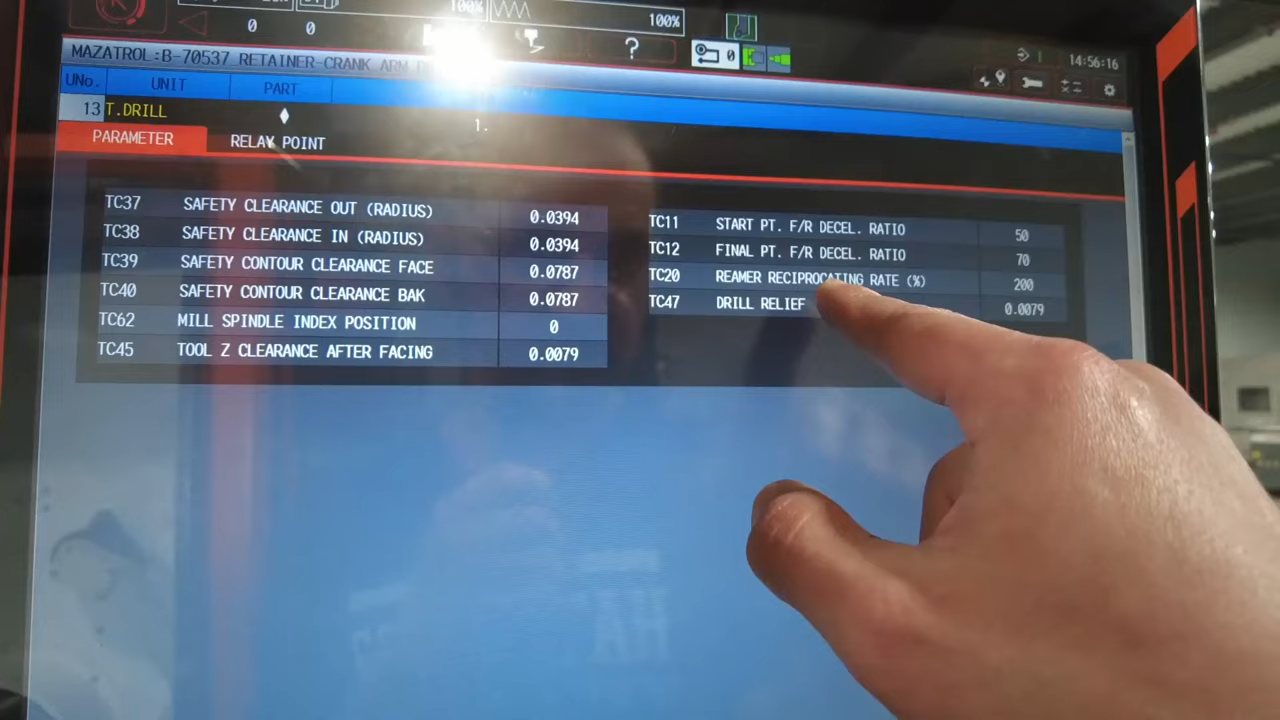 100%
100%
0 0
?
0
14:56:16
MAZATROL:B-70537 RETAINER-CRANK ARM
UNo. UNIT PART
13 T.DRILL ♦ 1.
PARAMETER RELAY POINT
TC37 SAFETY CLEARANCE OUT (RADIUS) 0.0394
TC38 SAFETY CLEARANCE IN (RADIUS) 0.0394
TC39 SAFETY CONTOUR CLEARANCE FACE 0.0787
TC40 SAFETY CONTOUR CLEARANCE BAK 0.0787
TC62 MILL SPINDLE INDEX POSITION 0
TC45 TOOL Z CLEARANCE AFTER FACING 0.0079
TC11 START PT. F/R DECEL. RATIO 50
TC12 FINAL PT. F/R DECEL. RATIO 70
TC20 REAMER RECIPROCATING RATE (%) 200
TC47 DRILL RELIEF 0.0079